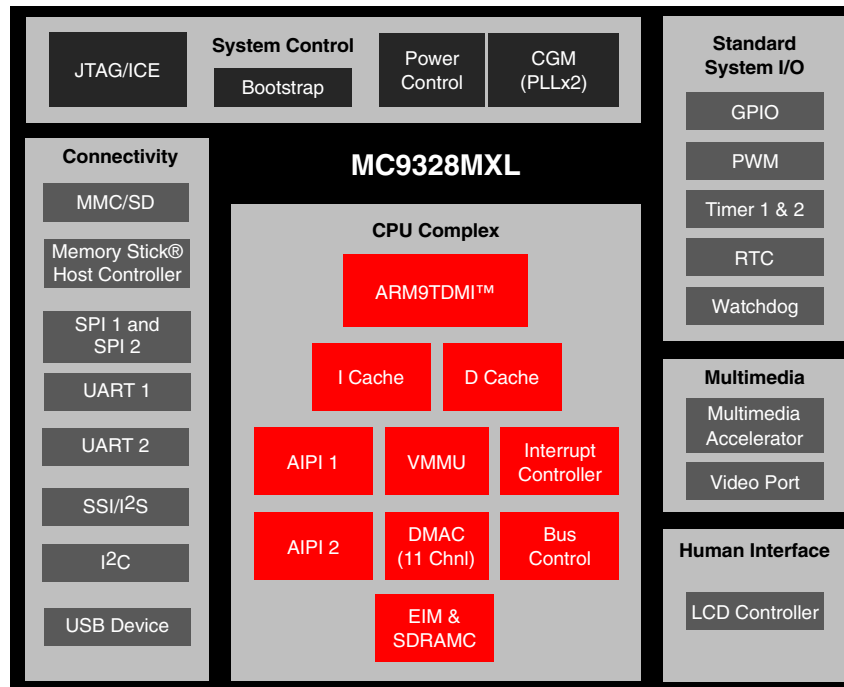 System Control
JTAG/ICE
Bootstrap
Power
Control
CGM
(PLLx2)
Standard
System I/O
GPIO
PWM
Timer 1 & 2
RTC
Watchdog
Connectivity
MMC/SD
Memory Stick®
Host Controller
SPI 1 and
SPI 2
UART 1
UART 2
SSI/I2S
I2C
USB Device
MC9328MXL
CPU Complex
ARM9TDMI™
I Cache
D Cache
AIPI 1
VMMU
Interrupt
Controller
AIPI 2
DMAC
(11 Chnl)
Bus
Control
EIM &
SDRAMC
Multimedia
Multimedia
Accelerator
Video Port
Human Interface
LCD Controller